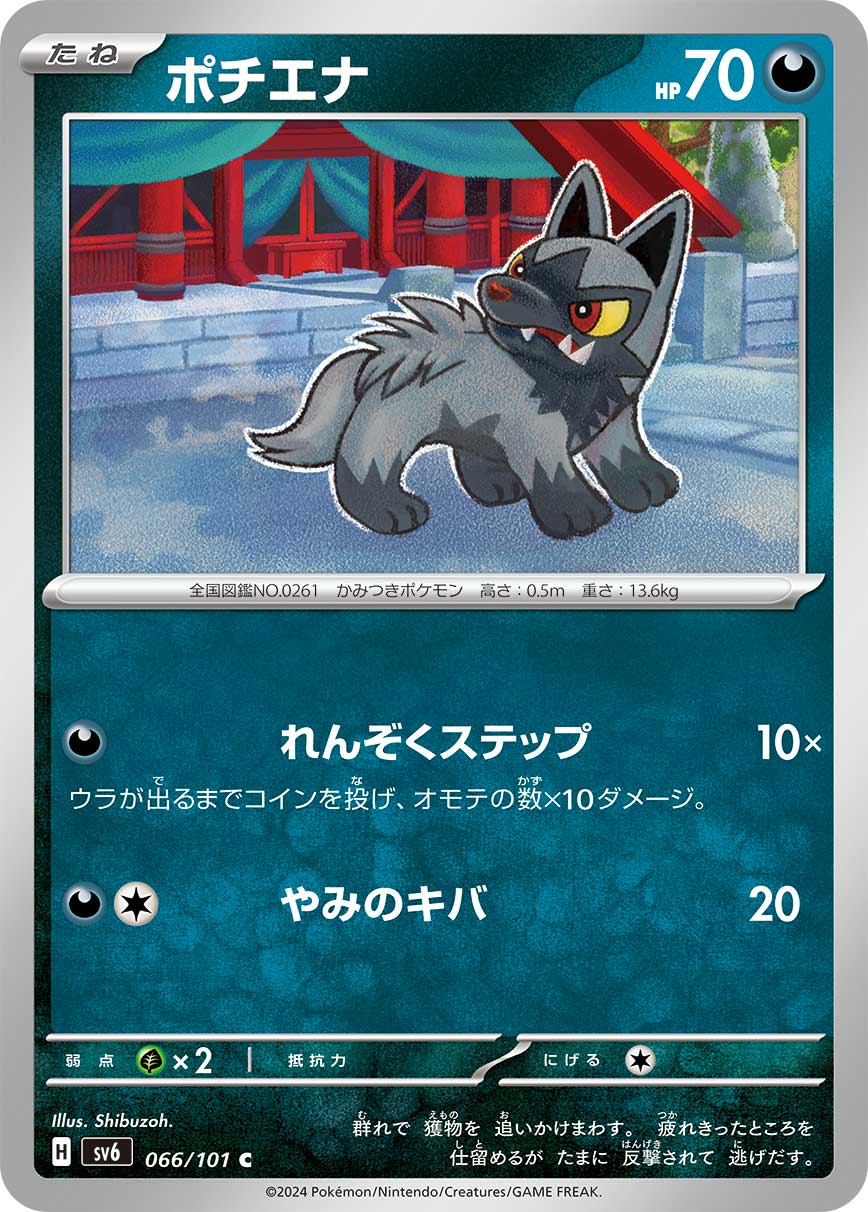 たね
ポチエナ
HP70
全国図鑑NO.0261 かみつきポケモン 高さ：0.5m 重さ：13.6kg
れんぞくステップ 10×
ウラが出るまでコインを投げ、オモテの数×10ダメージ。
やみのキバ 20
弱点 ×2 抵抗力 にげる
Illus. Shibuzoh.
群れで 獲物を 追いかけまわす。 疲れきったところを
仕留めるが たまに 反撃されて 逃げだす。
H sv6 066/101 C
©2024 Pokémon/Nintendo/Creatures/GAME FREAK.